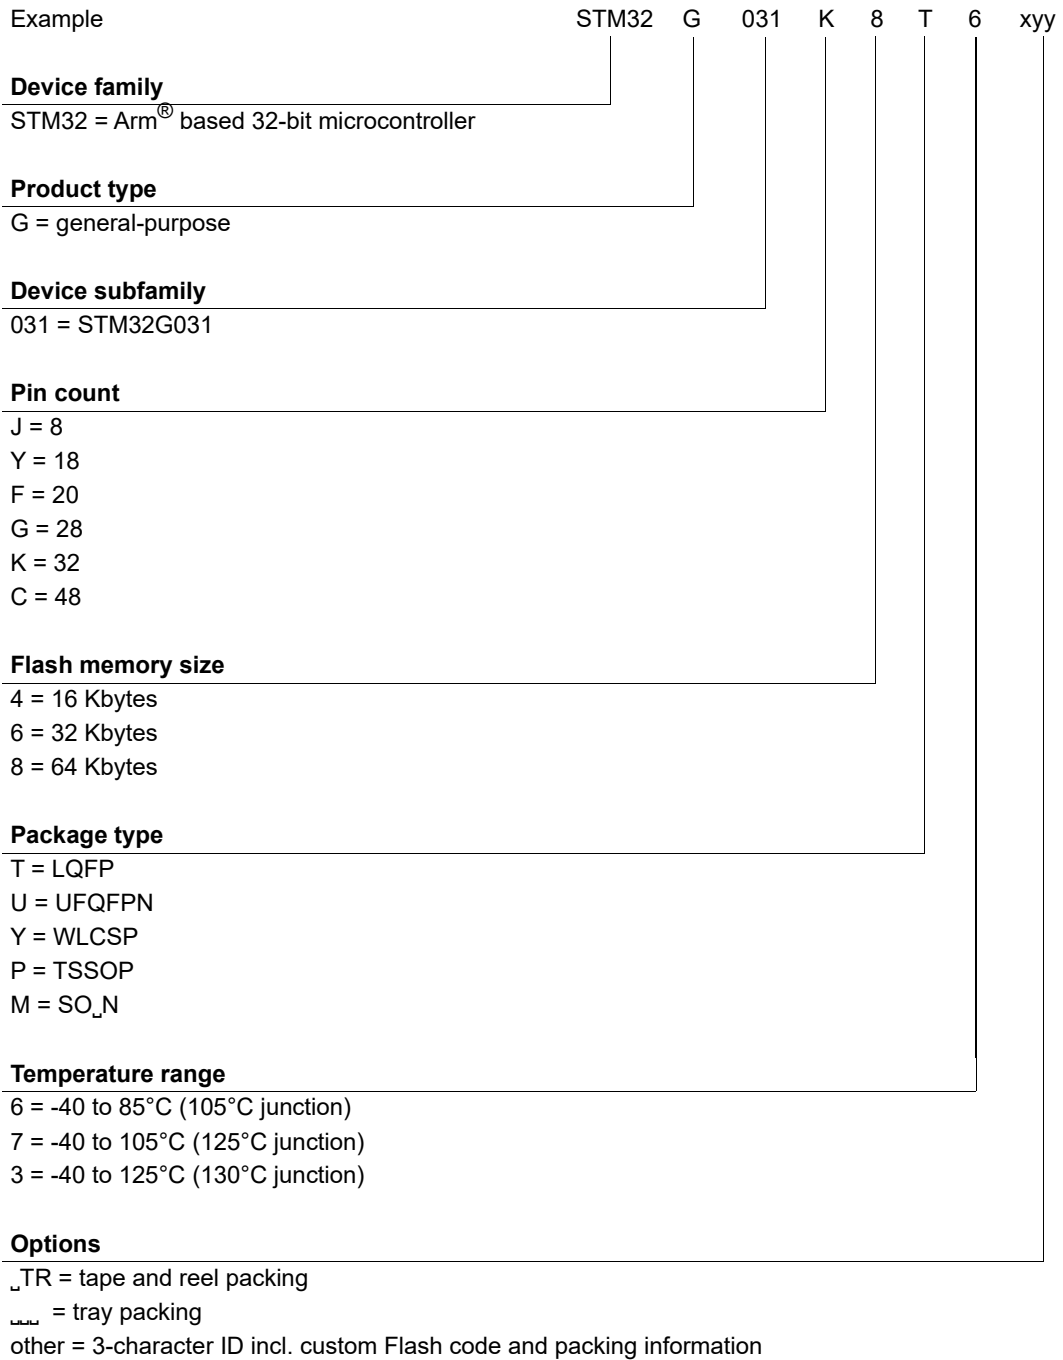 Example STM32 G 031 K 8 T 6 xyy
Device family
STM32 = Arm® based 32-bit microcontroller
Product type
G = general-purpose
Device subfamily
031 = STM32G031
Pin count
J = 8
Y = 18
F = 20
G = 28
K = 32
C = 48
Flash memory size
4 = 16 Kbytes
6 = 32 Kbytes
8 = 64 Kbytes
Package type
T = LQFP
U = UFQFPN
Y = WLCSP
P = TSSOP
M = SO␣N
Temperature range
6 = -40 to 85°C (105°C junction)
7 = -40 to 105°C (125°C junction)
3 = -40 to 125°C (130°C junction)
Options
␣TR = tape and reel packing
␣␣␣ = tray packing
other = 3-character ID incl. custom Flash code and packing information